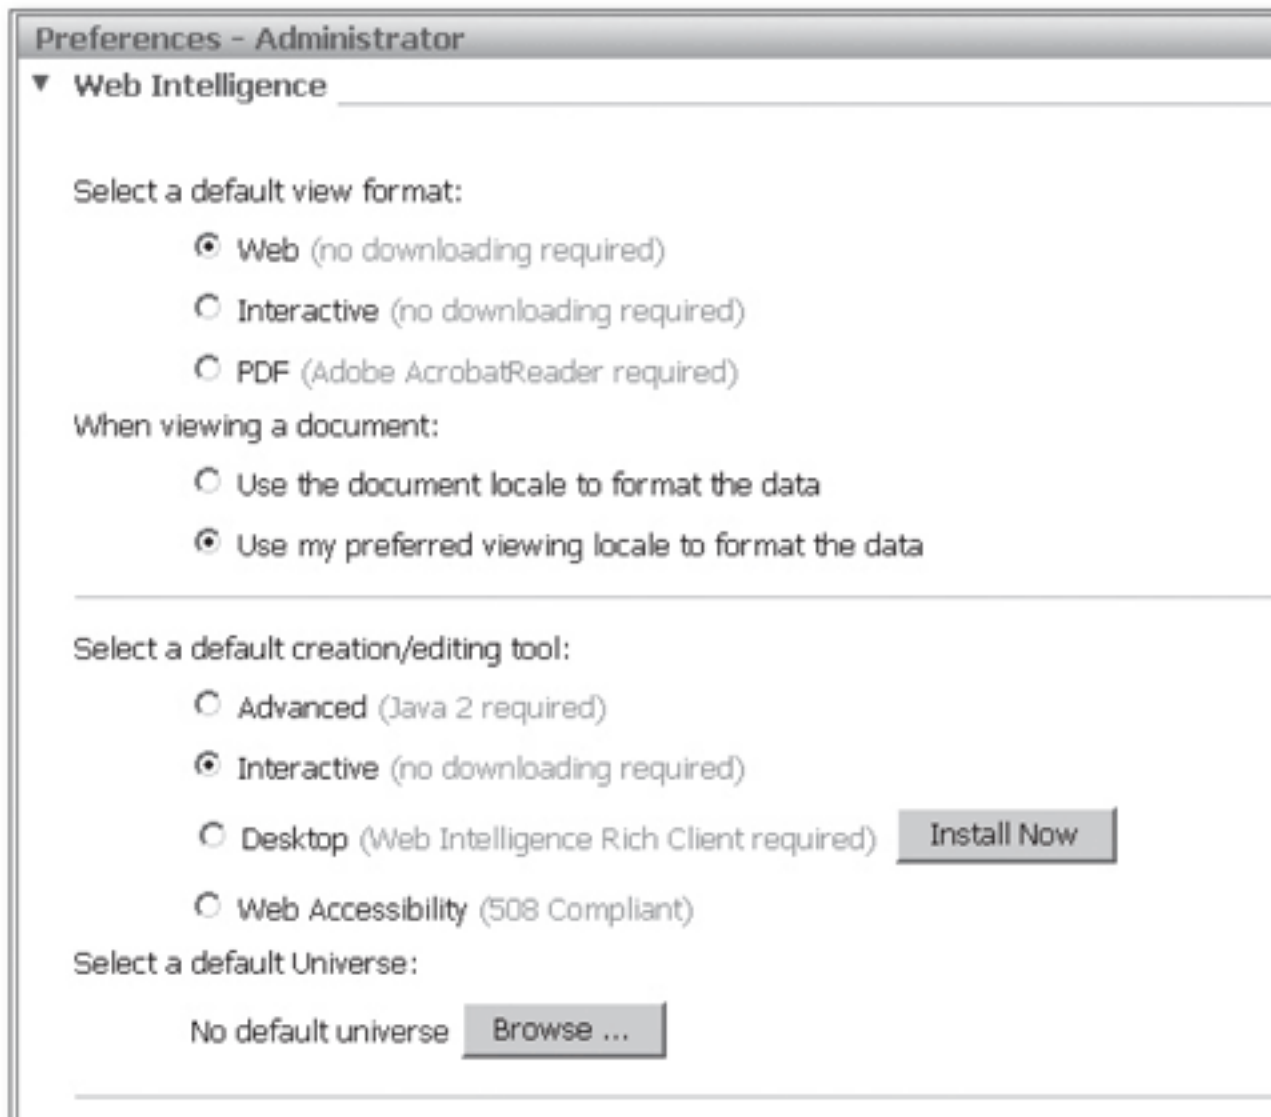 Preferences - Administrator
Web Intelligence
Select a default view format:
Web (no downloading required)
Interactive (no downloading required)
PDF (Adobe AcrobatReader required)
When viewing a document:
Use the document locale to format the data
Use my preferred viewing locale to format the data
Select a default creation/editing tool:
Advanced (Java 2 required)
Interactive (no downloading required)
Desktop (Web Intelligence Rich Client required) Install Now
Web Accessibility (508 Compliant)
Select a default Universe:
No default universe Browse ...